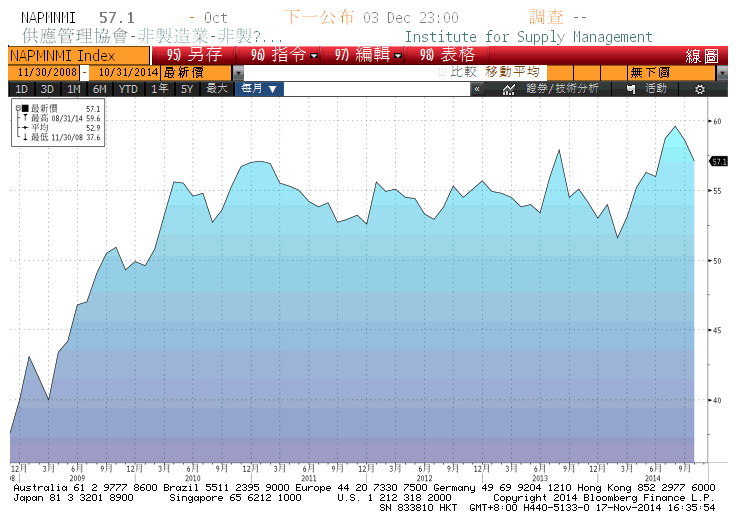 NAPMNMI 57.1 - Oct 下一公布 03 Dec 23:00 調查 --
供應管理協會-非製造業-非製?... Institute for Supply Management
NAPMNMI Index 95) 另存 96) 指令 97) 編輯 98) 表格 線圖
11/30/2008 - 10/31/2014 最新價 比較 移動平均 無下價
1D 3D 1M 6M YTD 1年 5Y 最大 每月 ▼ « 證券/技術分析 活動
最新價 57.1
最高 08/31/14 59.6
平均 52.9
最低 11/30/08 37.6
60
57.1
55
50
45
40
12月 3月 6月 9月 12月 3月 6月 9月 12月 3月 6月 9月 12月 3月 6月 9月 12月 3月 6月 9月 12月 3月 6月 9月
2009 2010 2011 2012 2013 2014
Australia 61 2 9777 8600 Brazil 5511 2395 9000 Europe 44 20 7330 7500 Germany 49 69 9204 1210 Hong Kong 852 2977 6000
Japan 81 3 3201 8900 Singapore 65 6212 1000 U.S. 1 212 318 2000 Copyright 2014 Bloomberg Finance L.P.
SN 833810 HKT GMT+8:00 H440-5133-0 17-Nov-2014 16:35:54